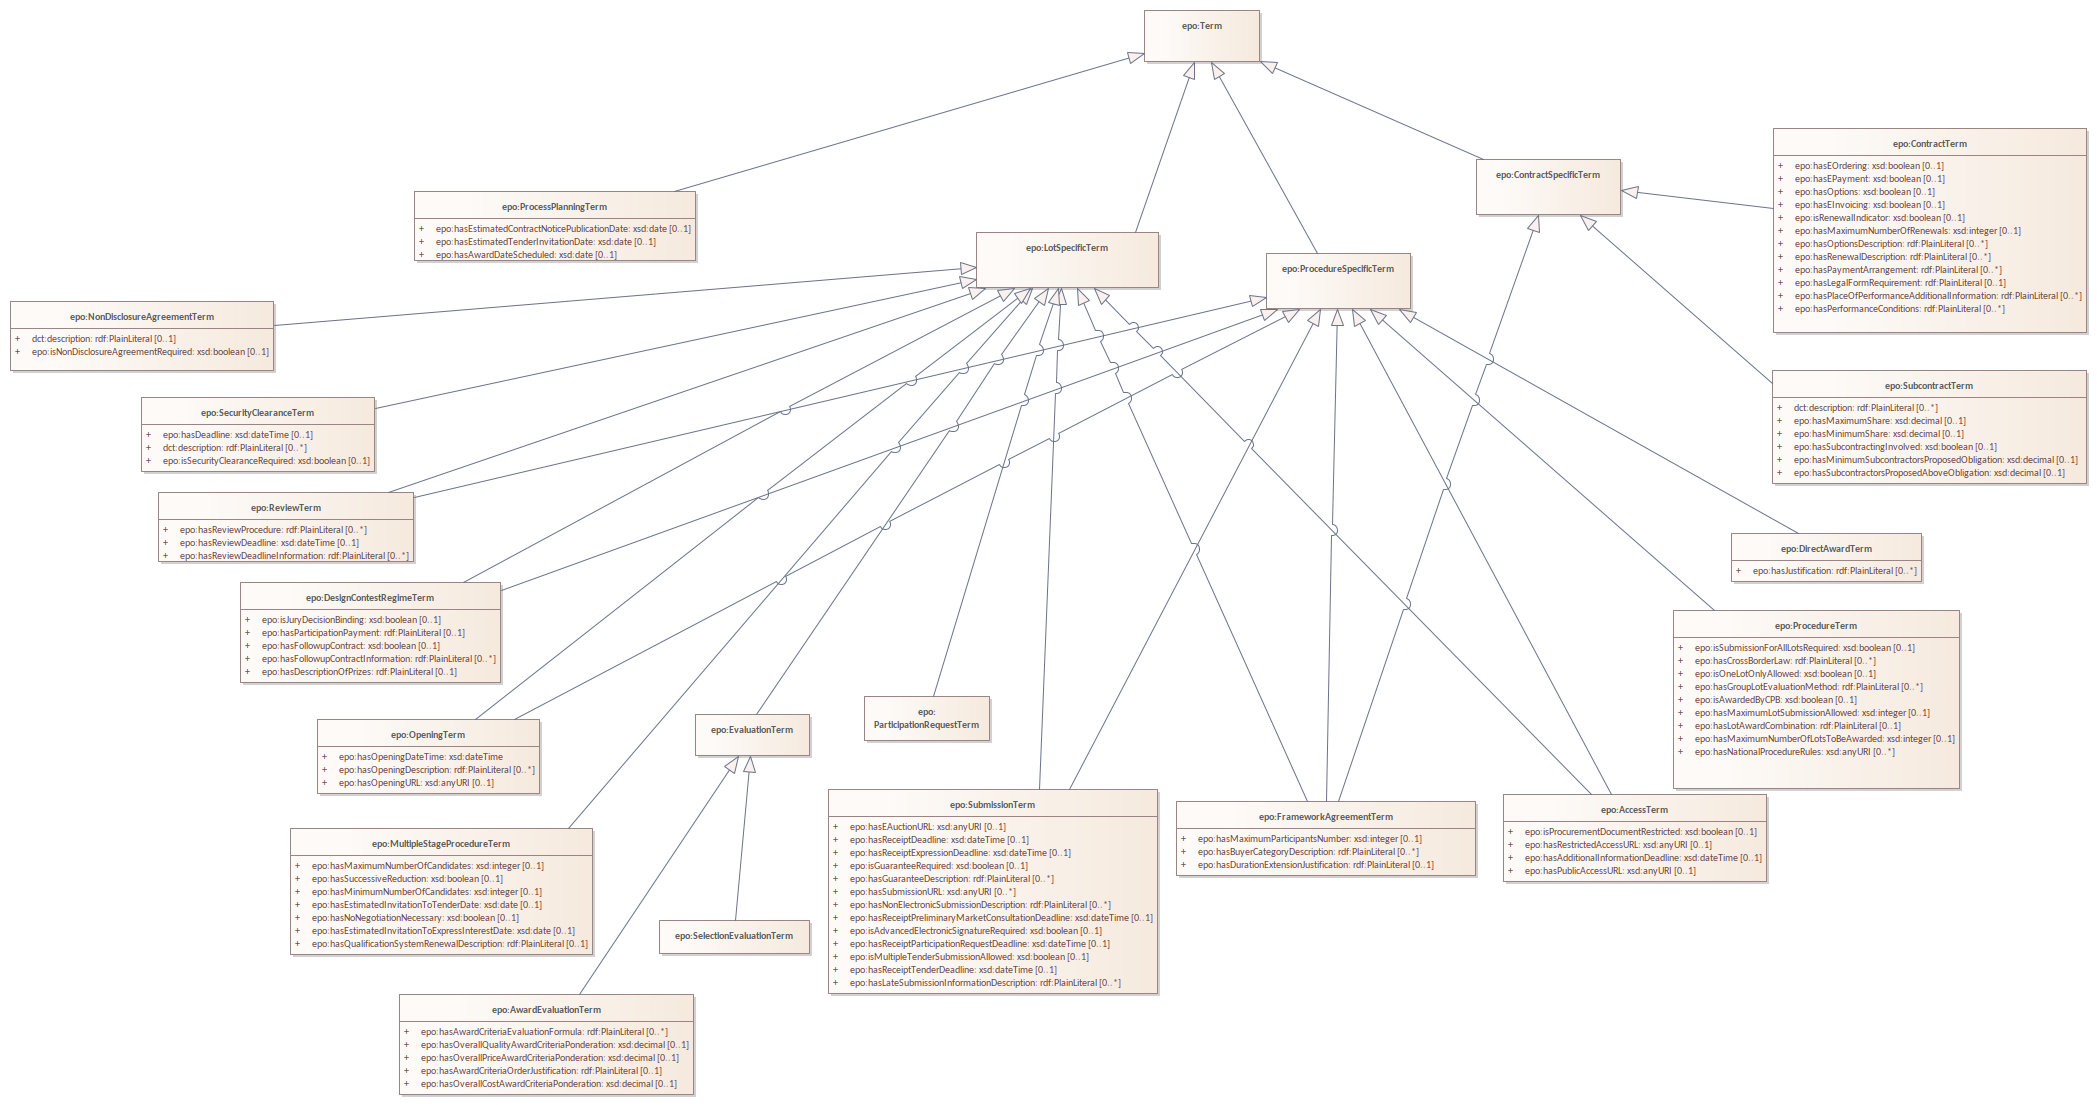 epo:Term
epo:ContractTerm
+ epo:hasEOrdering: xsd:boolean [0..1]
+ epo:hasEPayment: xsd:boolean [0..1]
+ epo:hasOptions: xsd:boolean [0..1]
+ epo:hasEInvoicing: xsd:boolean [0..1]
+ epo:isRenewalIndicator: xsd:boolean [0..1]
+ epo:hasMaximumNumberOfRenewals: xsd:integer [0..1]
+ epo:hasOptionsDescription: rdf:PlainLiteral [0..*]
+ epo:hasRenewalDescription: rdf:PlainLiteral [0..*]
+ epo:hasPaymentArrangement: rdf:PlainLiteral [0..*]
+ epo:hasLegalFormRequirement: rdf:PlainLiteral [0..1]
+ epo:hasPlaceOfPerformanceAdditionalInformation: rdf:PlainLiteral [0..*]
+ epo:hasPerformanceConditions: rdf:PlainLiteral [0..*]
epo:ContractSpecificTerm
epo:ProcessPlanningTerm
+ epo:hasEstimatedContractNoticePublicationDate: xsd:date [0..1]
+ epo:hasEstimatedTenderInvitationDate: xsd:date [0..1]
+ epo:hasAwardDateScheduled: xsd:date [0..1]
epo:LotSpecificTerm
epo:ProcedureSpecificTerm
epo:NonDisclosureAgreementTerm
+ dct:description: rdf:PlainLiteral [0..1]
+ epo:isNonDisclosureAgreementRequired: xsd:boolean [0..1]
epo:SubcontractTerm
+ dct:description: rdf:PlainLiteral [0..*]
+ epo:hasMaximumShare: xsd:decimal [0..1]
+ epo:hasMinimumShare: xsd:decimal [0..1]
+ epo:hasSubcontractingInvolved: xsd:boolean [0..1]
+ epo:hasMinimumSubcontractorsProposedObligation: xsd:decimal [0..1]
+ epo:hasSubcontractorsProposedAboveObligation: xsd:decimal [0..1]
epo:SecurityClearanceTerm
+ epo:hasDeadline: xsd:dateTime [0..1]
+ dct:description: rdf:PlainLiteral [0..*]
+ epo:isSecurityClearanceRequired: xsd:boolean [0..1]
epo:ReviewTerm
+ epo:hasReviewProcedure: rdf:PlainLiteral [0..*]
+ epo:hasReviewDeadline: xsd:dateTime [0..1]
+ epo:hasReviewDeadlineInformation: rdf:PlainLiteral [0..*]
epo:DirectAwardTerm
+ epo:hasJustification: rdf:PlainLiteral [0..*]
epo:DesignContestRegimeTerm
+ epo:isJuryDecisionBinding: xsd:boolean [0..1]
+ epo:hasParticipationPayment: rdf:PlainLiteral [0..1]
+ epo:hasFollowupContract: xsd:boolean [0..1]
+ epo:hasFollowupContractInformation: rdf:PlainLiteral [0..*]
+ epo:hasDescriptionOfPrizes: rdf:PlainLiteral [0..1]
epo:ProcedureTerm
+ epo:isSubmissionForAllLotsRequired: xsd:boolean [0..1]
+ epo:hasCrossBorderLaw: rdf:PlainLiteral [0..*]
+ epo:isOneLotOnlyAllowed: xsd:boolean [0..1]
+ epo:hasGroupLotEvaluationMethod: rdf:PlainLiteral [0..*]
+ epo:isAwardedByCPB: xsd:boolean [0..1]
+ epo:hasMaximumLotSubmissionAllowed: xsd:integer [0..1]
+ epo:hasLotAwardCombination: rdf:PlainLiteral [0..1]
+ epo:hasMaximumNumberOfLotsToBeAwarded: xsd:integer [0..1]
+ epo:hasNationalProcedureRules: xsd:anyURI [0..*]
epo:
ParticipationRequestTerm
epo:OpeningTerm
+ epo:hasOpeningDateTime: xsd:dateTime
+ epo:hasOpeningDescription: rdf:PlainLiteral [0..*]
+ epo:hasOpeningURL: xsd:anyURI [0..1]
epo:EvaluationTerm
epo:SubmissionTerm
+ epo:hasEAuctionURL: xsd:anyURI [0..1]
+ epo:hasReceiptDeadline: xsd:dateTime [0..1]
+ epo:hasReceiptExpressionDeadline: xsd:dateTime [0..1]
+ epo:isGuaranteeRequired: xsd:boolean [0..1]
+ epo:hasGuaranteeDescription: rdf:PlainLiteral [0..*]
+ epo:hasSubmissionURL: xsd:anyURI [0..*]
+ epo:hasNonElectronicSubmissionDescription: rdf:PlainLiteral [0..*]
+ epo:hasReceiptPreliminaryMarketConsultationDeadline: xsd:dateTime [0..1]
+ epo:isAdvancedElectronicSignatureRequired: xsd:boolean [0..1]
+ epo:hasReceiptParticipationRequestDeadline: xsd:dateTime [0..1]
+ epo:isMultipleTenderSubmissionAllowed: xsd:boolean [0..1]
+ epo:hasReceiptTenderDeadline: xsd:dateTime [0..1]
+ epo:hasLateSubmissionInformationDescription: rdf:PlainLiteral [0..*]
epo:FrameworkAgreementTerm
+ epo:hasMaximumParticipantsNumber: xsd:integer [0..1]
+ epo:hasBuyerCategoryDescription: rdf:PlainLiteral [0..*]
+ epo:hasDurationExtensionJustification: rdf:PlainLiteral [0..1]
epo:AccessTerm
+ epo:isProcurementDocumentRestricted: xsd:boolean [0..1]
+ epo:hasRestrictedAccessURL: xsd:anyURI [0..1]
+ epo:hasAdditionalInformationDeadline: xsd:dateTime [0..1]
+ epo:hasPublicAccessURL: xsd:anyURI [0..1]
epo:MultipleStageProcedureTerm
+ epo:hasMaximumNumberOfCandidates: xsd:integer [0..1]
+ epo:hasSuccessiveReduction: xsd:boolean [0..1]
+ epo:hasMinimumNumberOfCandidates: xsd:integer [0..1]
+ epo:hasEstimatedInvitationToTenderDate: xsd:date [0..1]
+ epo:hasNoNegotiationNecessary: xsd:boolean [0..1]
+ epo:hasEstimatedInvitationToExpressInterestDate: xsd:date [0..1]
+ epo:hasQualificationSystemRenewalDescription: rdf:PlainLiteral [0..1]
epo:SelectionEvaluationTerm
epo:AwardEvaluationTerm
+ epo:hasAwardCriteriaEvaluationFormula: rdf:PlainLiteral [0..*]
+ epo:hasOverallQualityAwardCriteriaPonderation: xsd:decimal [0..1]
+ epo:hasOverallPriceAwardCriteriaPonderation: xsd:decimal [0..1]
+ epo:hasAwardCriteriaOrderJustification: rdf:PlainLiteral [0..1]
+ epo:hasOverallCostAwardCriteriaPonderation: xsd:decimal [0..1]